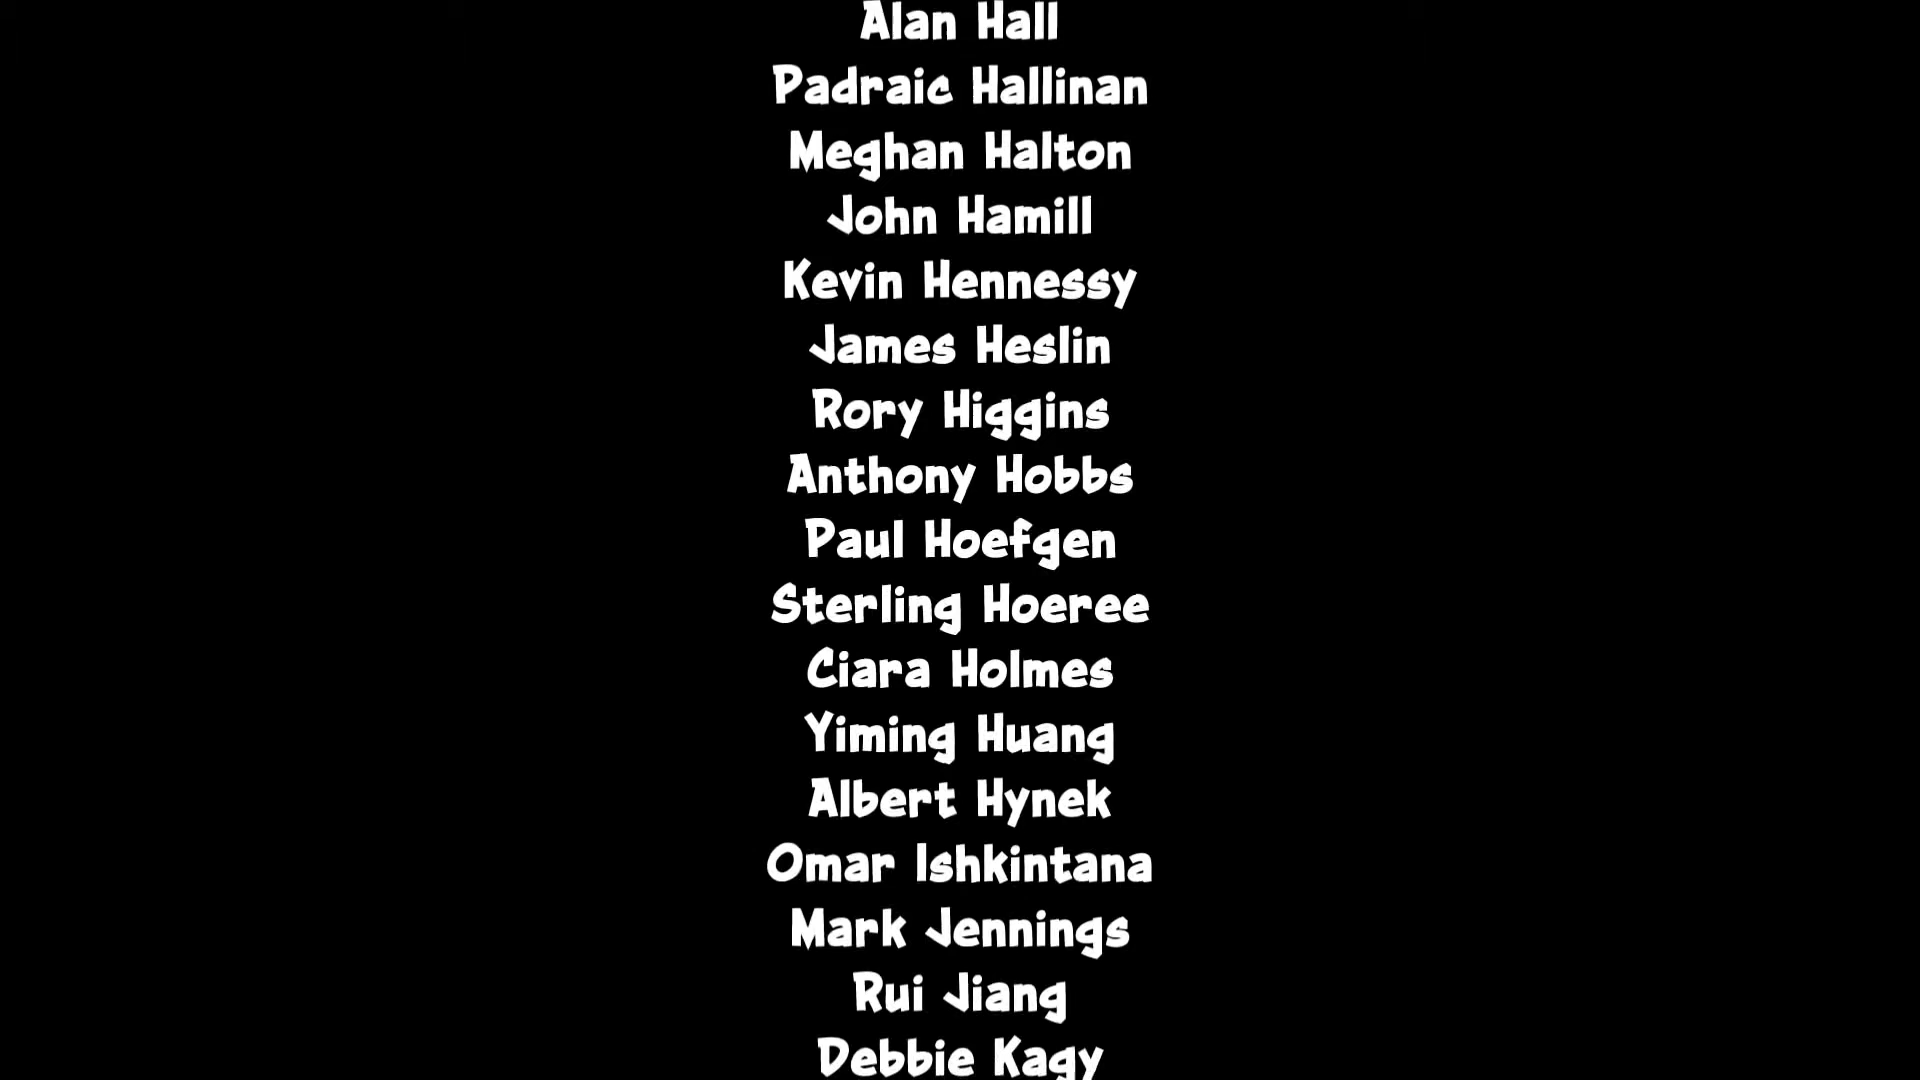 Alan Hall
Padraic Hallinan
Meghan Halton
John Hamill
Kevin Hennessy
James Heslin
Rory Higgins
Anthony Hobbs
Paul Hoefgen
Sterling Hoeree
Ciara Holmes
Yiming Huang
Albert Hynek
Omar Ishkintana
Mark Jennings
Rui Jiang
Debbie Kagy